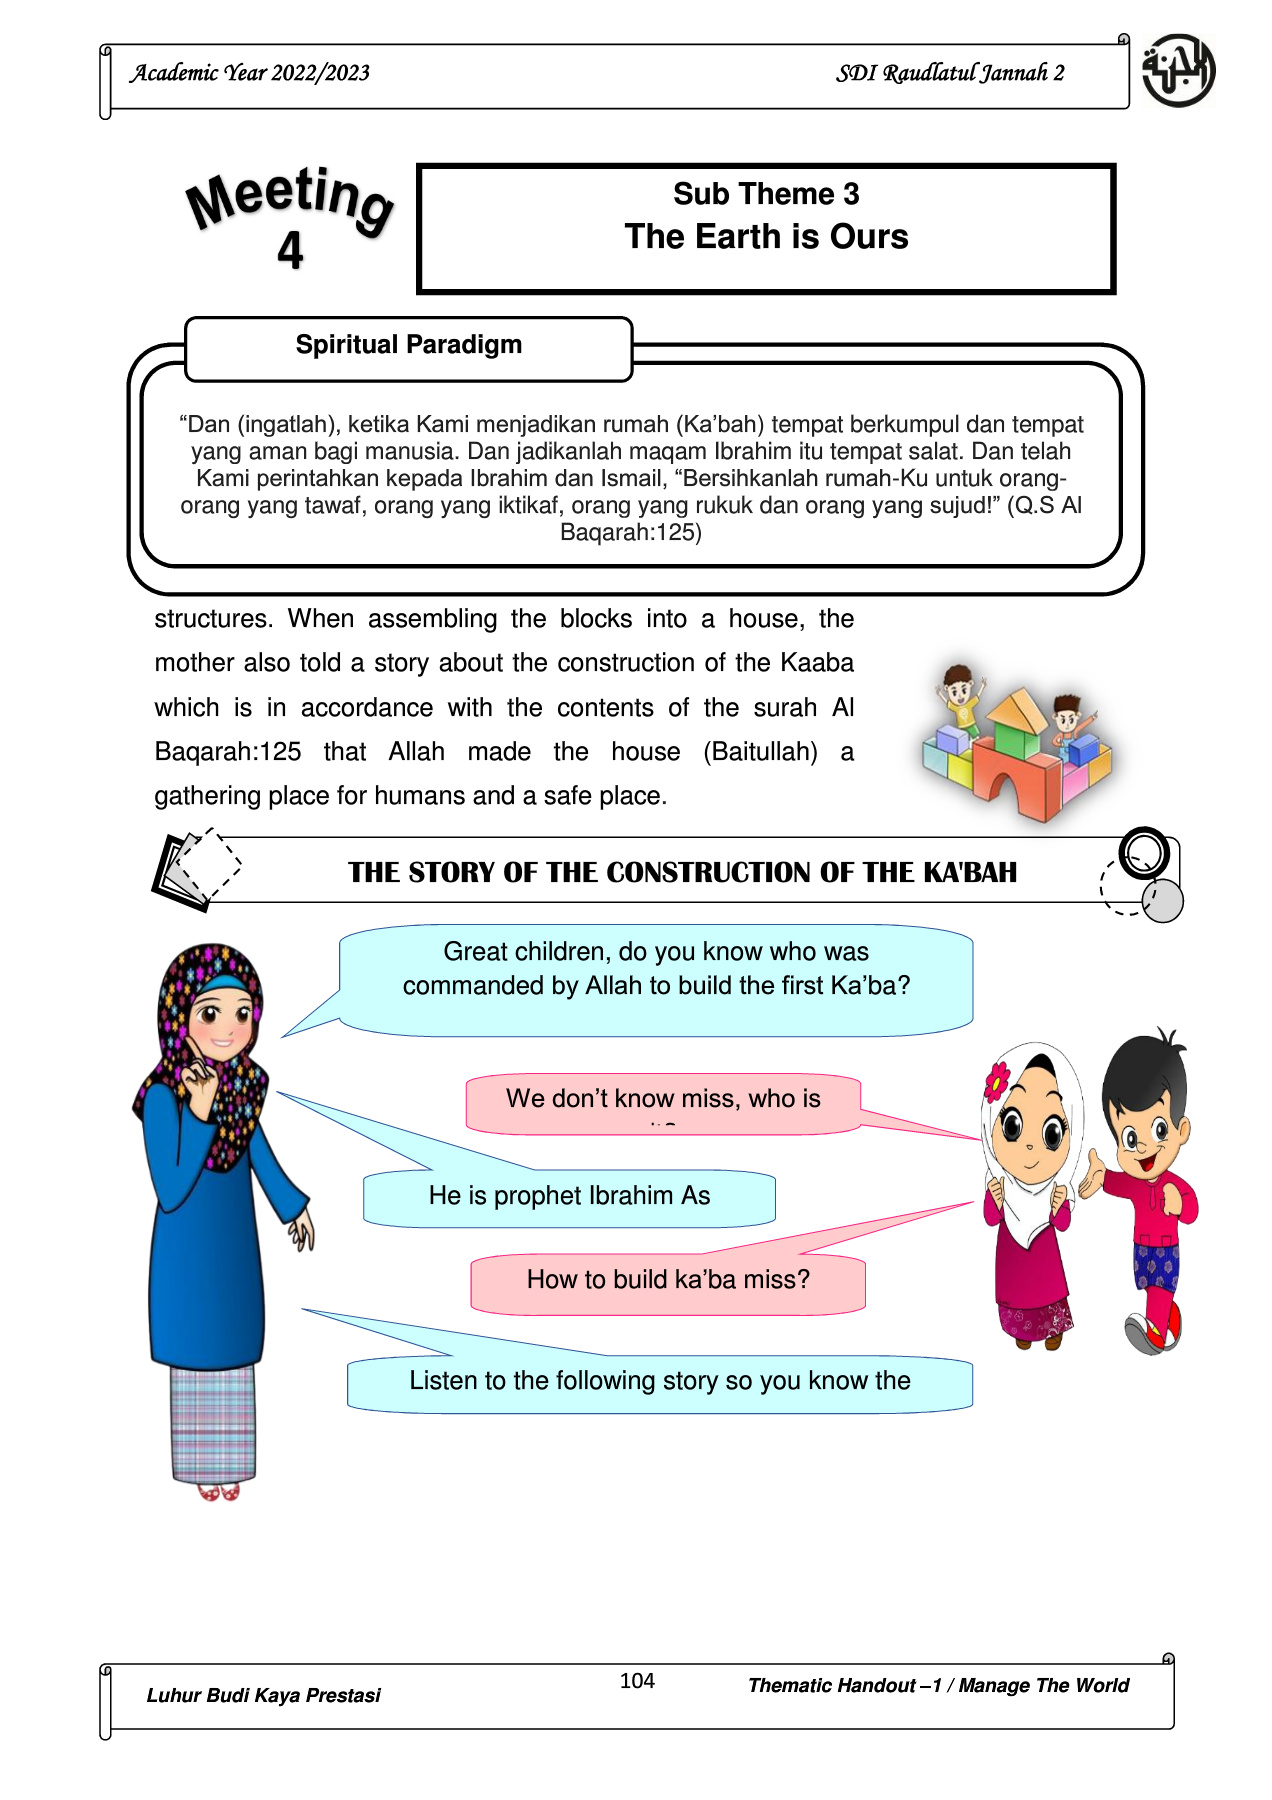 Academic Year 2022/2023
SDI Raudlatul Jannah 2
Meeting
4
Sub Theme 3
The Earth is Ours
Spiritual Paradigm
“Dan (ingatlah), ketika Kami menjadikan rumah (Ka’bah) tempat berkumpul dan tempat
yang aman bagi manusia. Dan jadikanlah maqam Ibrahim itu tempat salat. Dan telah
Kami perintahkan kepada Ibrahim dan Ismail, “Bersihkanlah rumah-Ku untuk orang-
orang yang tawaf, orang yang iktikaf, orang yang rukuk dan orang yang sujud!” (Q.S Al
Baqarah:125)
structures. When assembling the blocks into a house, the
mother also told a story about the construction of the Kaaba
which is in accordance with the contents of the surah Al
Baqarah:125 that Allah made the house (Baitullah) a
gathering place for humans and a safe place.
THE STORY OF THE CONSTRUCTION OF THE KA'BAH
Great children, do you know who was
commanded by Allah to build the first Ka’ba?
We don’t know miss, who is
He is prophet Ibrahim As
How to build ka’ba miss?
Listen to the following story so you know the
Luhur Budi Kaya Prestasi
104
Thematic Handout –1 / Manage The World